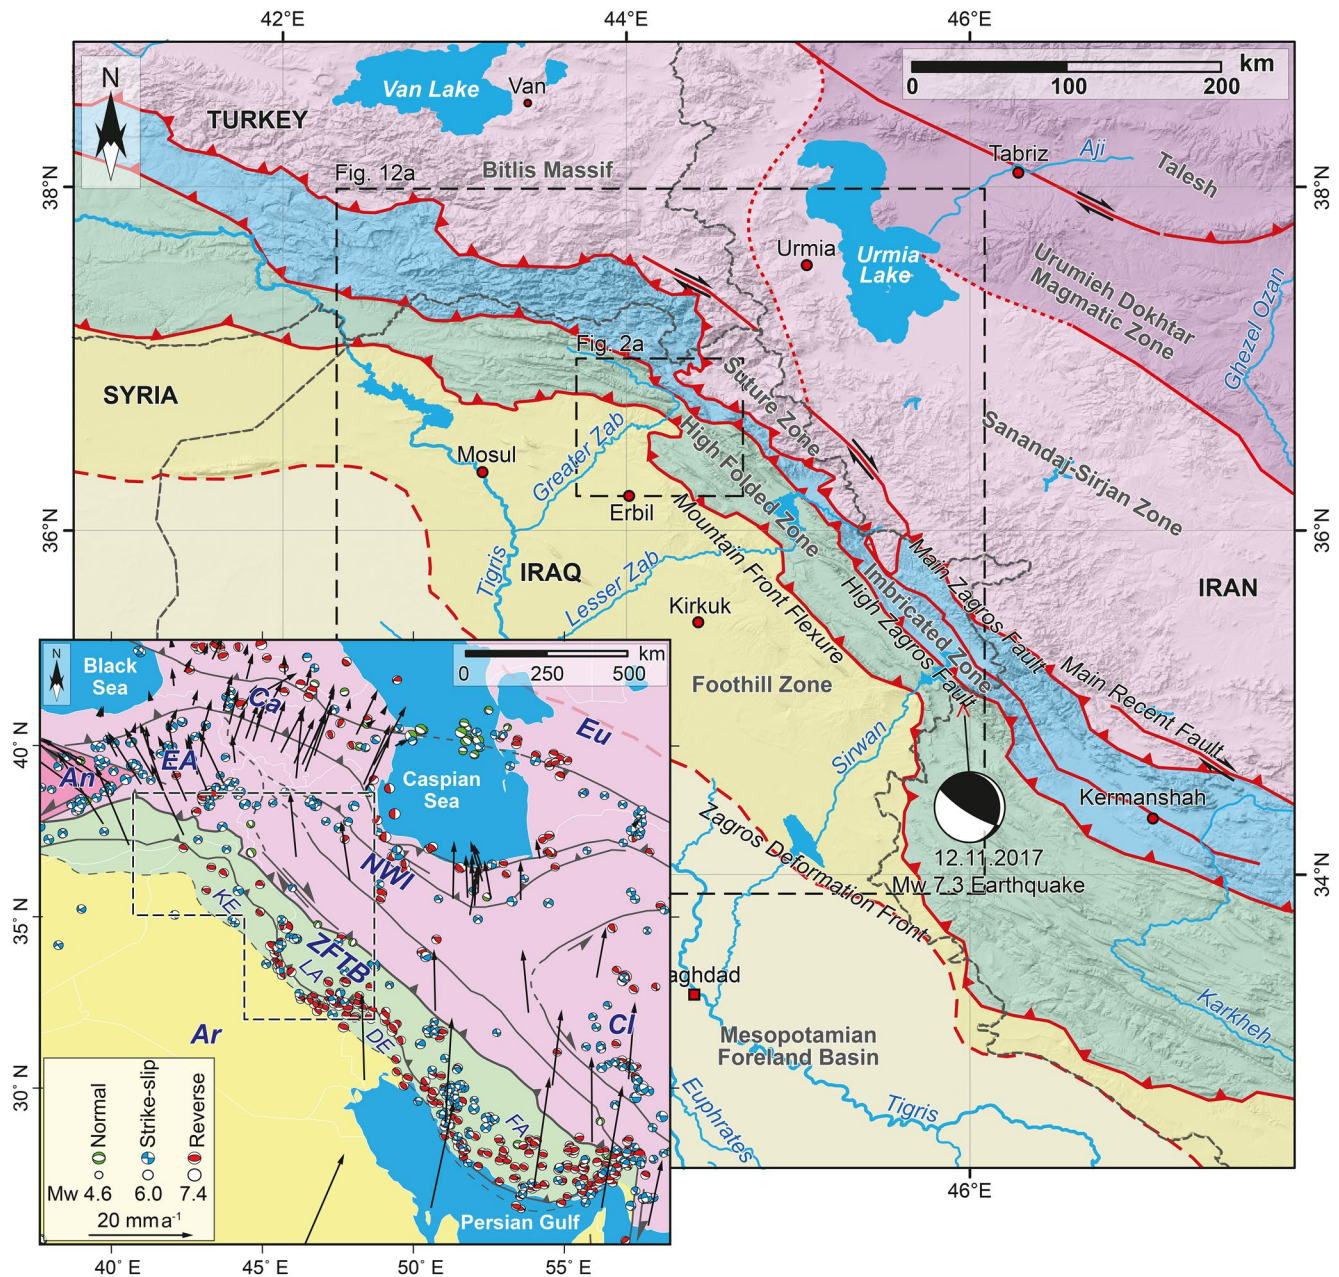 42°E
44°E
46°E
N
Van Lake
Van
km
0
100
200
TURKEY
Bitlis Massif
Fig. 12a
Tabriz
Aji
Talesh
38°N
38°N
Urmia
Urmia
Lake
Urumieh Dokhtar
Magmatic Zone
Ghezel Ozan
Fig. 2a
Suture Zone
SYRIA
High Folded Zone
Sanandaj-Sirjan Zone
Mosul
Greater Zab
Erbil
36°N
36°N
Mountain Front Flexure
Tigris
IRAQ
Lesser Zab
Main Zagros Fault
Imbricated Zone
High Zagros Fault
IRAN
Kirkuk
Main Recent Fault
Foothill Zone
Sirwan
Kermanshah
Zagros Deformation Front
12.11.2017
Mw 7.3 Earthquake
34°N
aghdad
Mesopotamian
Foreland Basin
Karkheh
Tigris
Euphrates
46°E
N
Black
Sea
km
0
250
500
Ca
Eu
EA
An
Caspian
Sea
NWI
KE
ZFTB
LA
DE
CI
Ar
FA
Persian Gulf
Normal
Strike-slip
Reverse
Mw 4.6
6.0
7.4
20 mm a-1
40° N
35° N
30° N
40° E
45° E
50° E
55° E